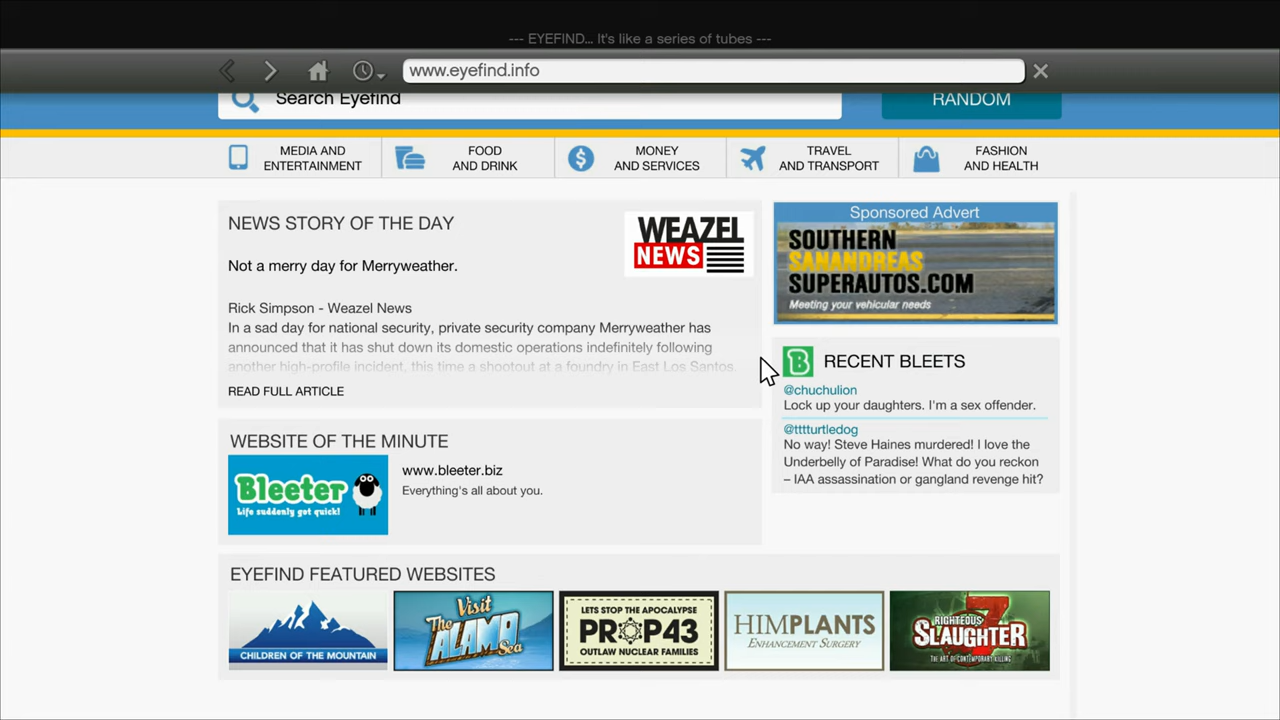 --- EYEFIND... It's like a series of tubes ---
www.eyefind.info
Search Eyefind
RANDOM
MEDIA AND
ENTERTAINMENT
FOOD
AND DRINK
MONEY
AND SERVICES
TRAVEL
AND TRANSPORT
FASHION
AND HEALTH
NEWS STORY OF THE DAY
WEAZEL
NEWS
Not a merry day for Merryweather.
Rick Simpson - Weazel News
In a sad day for national security, private security company Merryweather has
announced that it has shut down its domestic operations indefinitely following
another high-profile incident, this time a shootout at a foundry in East Los Santos.
READ FULL ARTICLE
Sponsored Advert
SOUTHERN
SANANDREAS
SUPERAUTOS.COM
Meeting your vehicular needs
B RECENT BLEETS
@chuchulion
Lock up your daughters. I'm a sex offender.
@tttturtledog
No way! Steve Haines murdered! I love the
Underbelly of Paradise! What do you reckon
– IAA assassination or gangland revenge hit?
WEBSITE OF THE MINUTE
Bleeter
Life suddenly got quick!
www.bleeter.biz
Everything's all about you.
EYEFIND FEATURED WEBSITES
CHILDREN OF THE MOUNTAIN
Visit
The
ALAMO
Sea
LETS STOP THE APOCALYPSE
PROP43
OUTLAW NUCLEAR FAMILIES
HIMPLANTS
ENHANCEMENT SURGERY
7
RIGHTEOUS
SLAUGHTER
THE ART OF CONTEMPORARY KILLING